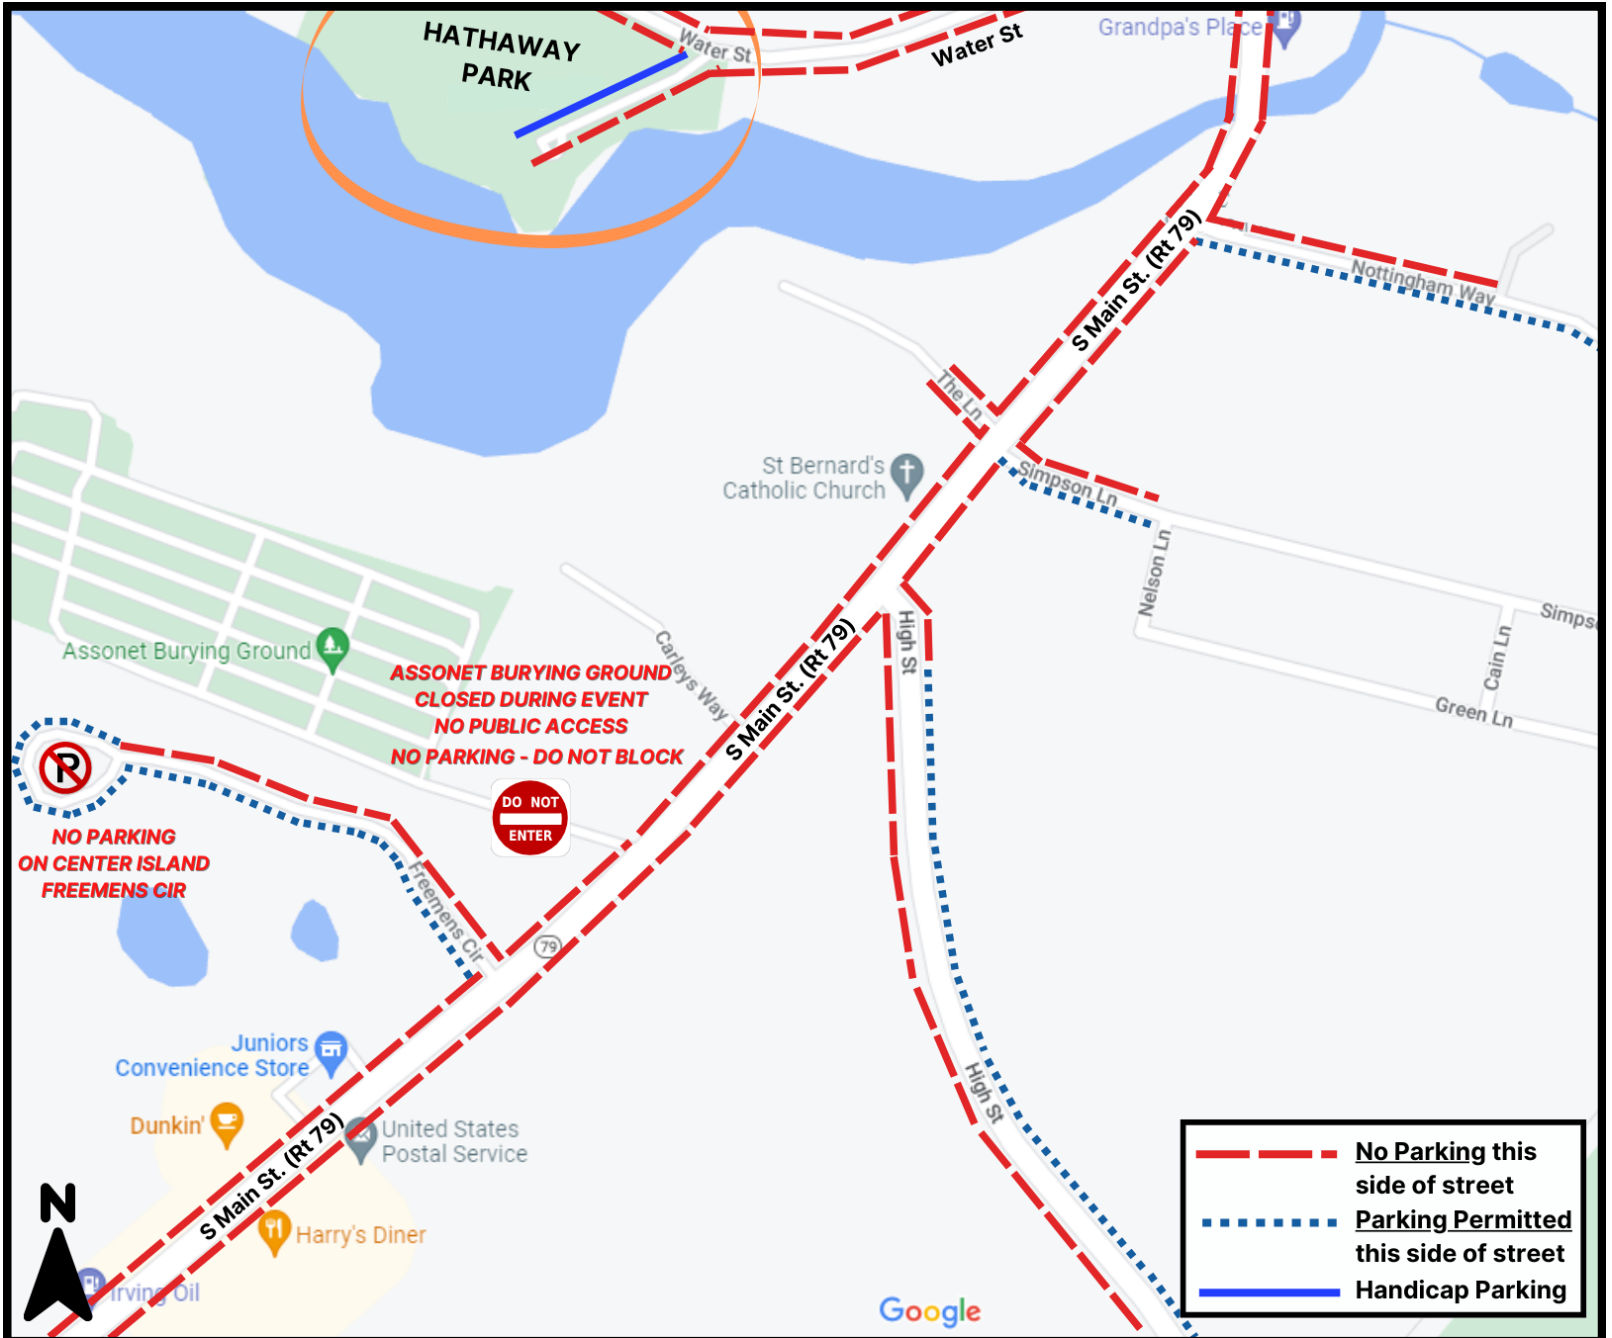 HATHAWAY
PARK
Water St
Water St
Grandpa's Place
S Main St. (Rt 79)
Nottingham Way
The Ln
St Bernard's
Catholic Church
Simpson Ln
Nelson Ln
Simps
Cain Ln
Green Ln
High St
Carleys Way
S Main St. (Rt 79)
Assonet Burying Ground
ASSONET BURYING GROUND
CLOSED DURING EVENT
NO PUBLIC ACCESS
NO PARKING - DO NOT BLOCK
DO NOT
ENTER
P
NO PARKING
ON CENTER ISLAND
FREEMENS CIR
Freemens Cir
79
Juniors
Convenience Store
Dunkin'
United States
Postal Service
S Main St. (Rt 79)
Harry's Diner
Irving Oil
High St
N
Google
No Parking this
side of street
Parking Permitted
this side of street
Handicap Parking